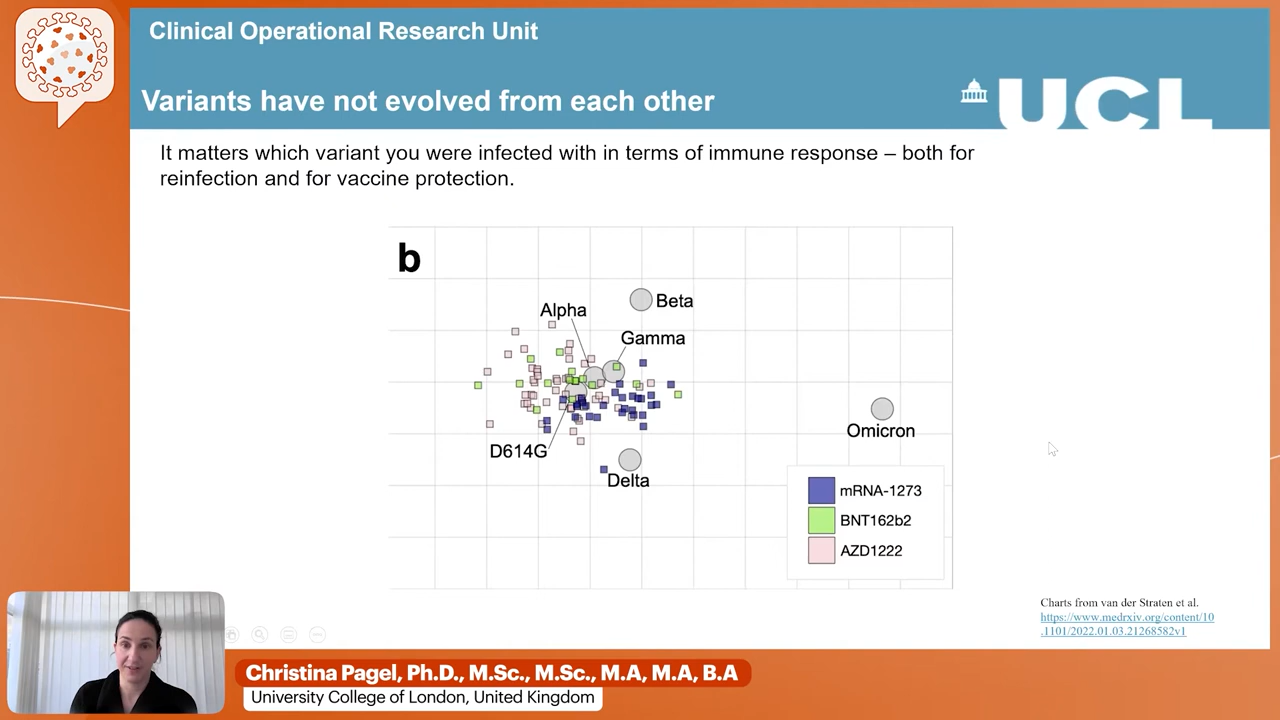 Clinical Operational Research Unit
Variants have not evolved from each other
UCL
It matters which variant you were infected with in terms of immune response – both for
reinfection and for vaccine protection.
b
Alpha
Beta
Gamma
Omicron
D614G
Delta
mRNA-1273
BNT162b2
AZD1222
Charts from van der Straten et al.
https://www.medrxiv.org/content/10
.1101/2022.01.03.21268582v1
Christina Pagel, Ph.D., M.Sc., M.Sc., M.A, M.A, B.A
University College of London, United Kingdom